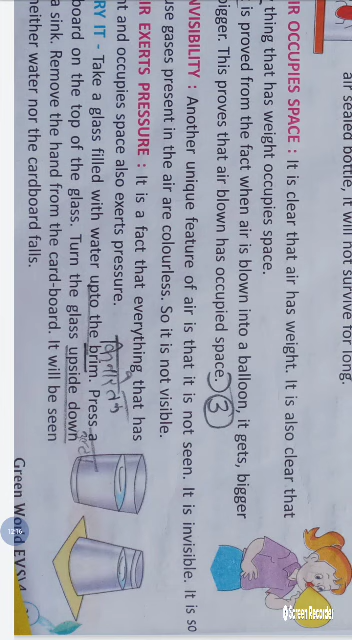 air sealed bottle, it will not survive for long.
IR OCCUPIES SPACE : It is clear that air has weight. It is also clear that
thing that has weight occupies space.
is proved from the fact when air is blown into a balloon, it gets, bigger
igger. This proves that air blown has occupied space. 3
NVISIBILITY : Another unique feature of air is that it is not seen. It is invisible. It is so
use gases present in the air are colourless. So it is not visible.
IR EXERTS PRESSURE : It is a fact that everything that has
ht and occupies space also exerts pressure.
RY IT - Take a glass filled with water upto the brim. Press a
board on the top of the glass. Turn the glass upside down
a sink. Remove the hand from the card-board. It will be seen
neither water nor the cardboard falls.
Green World EVS
12:16
Screen Recorder